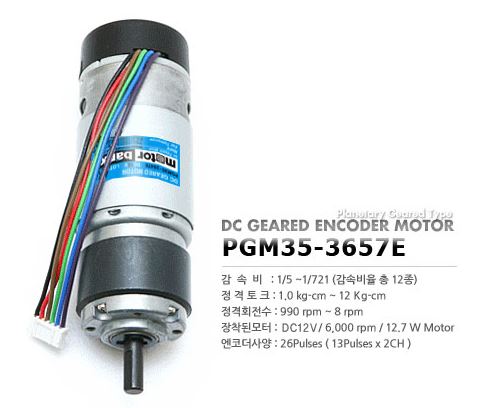 motor bank
DC GEARED MOTOR
Planetary Geared Type
DC GEARED ENCODER MOTOR
PGM35-3657E
감 속 비 : 1/5 ~1/721 (감속비율 총 12종)
정 격 토 크 : 1,0 kg-cm ~ 12 Kg-cm
정격회전수 : 990 rpm ~ 8 rpm
장착된모터 : DC12V / 6,000 rpm / 12.7 W Motor
엔코더사양 : 26Pulses ( 13Pulses x 2CH )